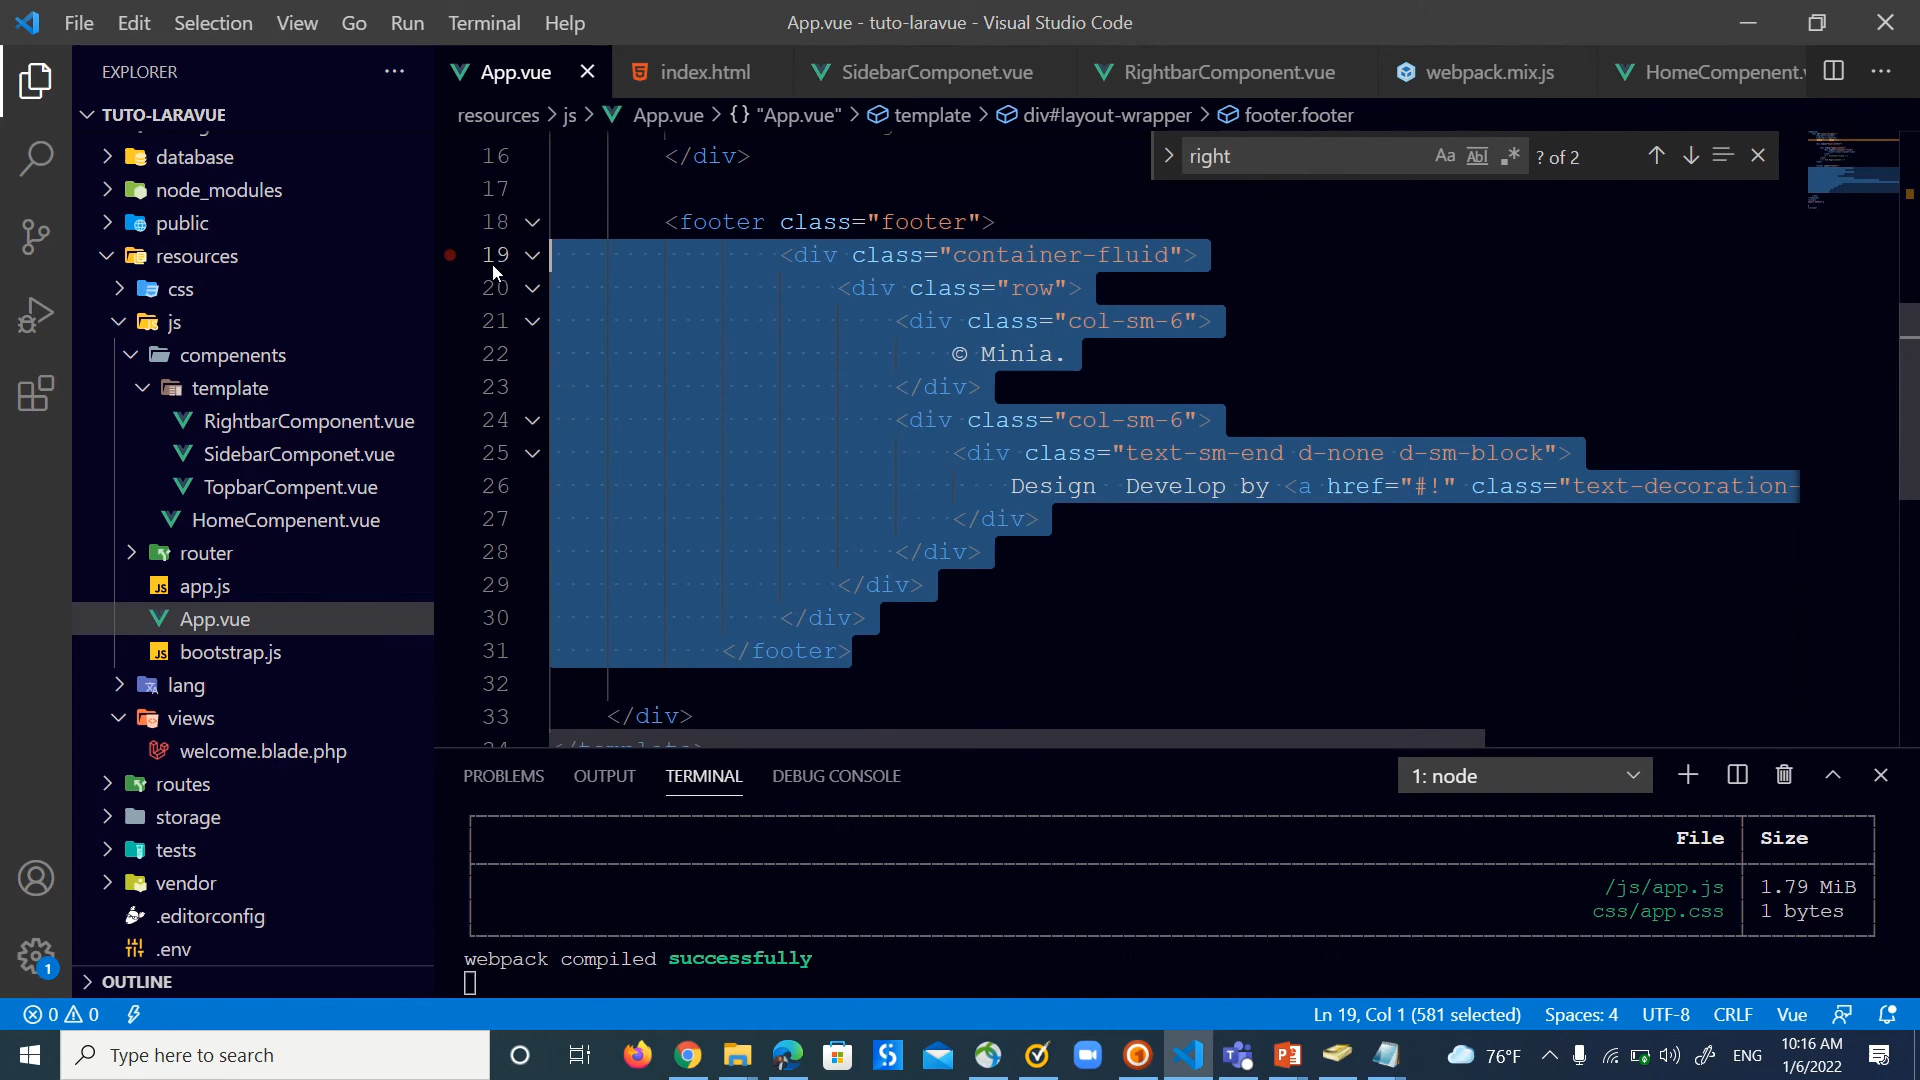 File Edit Selection View Go Run Terminal Help
App.vue - tuto-laravue - Visual Studio Code
EXPLORER
App.vue
index.html
SidebarComponet.vue
RightbarComponent.vue
webpack.mix.js
HomeCompenent.
TUTO-LARAVUE
resources > js > App.vue > {} "App.vue" > template > div#layout-wrapper > footer.footer
right
Aa Abl .* ? of 2
database
node_modules
public
resources
css
js
compenents
template
RightbarComponent.vue
SidebarComponet.vue
TopbarCompent.vue
HomeCompenent.vue
router
app.js
App.vue
bootstrap.js
lang
views
welcome.blade.php
routes
storage
tests
vendor
.editorconfig
.env
OUTLINE
16 </div>
17
18 <footer class="footer">
19 <div class="container-fluid">
20 <div class="row">
21 <div class="col-sm-6">
22 © Minia.
23 </div>
24 <div class="col-sm-6">
25 <div class="text-sm-end d-none d-sm-block">
26 Design  Develop by <a href="#!" class="text-decoration-
27 </div>
28 </div>
29 </div>
30 </div>
31 </footer>
32
33 </div>
PROBLEMS OUTPUT TERMINAL DEBUG CONSOLE
1: node
File Size
/js/app.js 1.79 MiB
css/app.css 1 bytes
webpack compiled successfully
0 0
Ln 19, Col 1 (581 selected) Spaces: 4 UTF-8 CRLF Vue
1
Type here to search
76°F
ENG
10:16 AM
1/6/2022